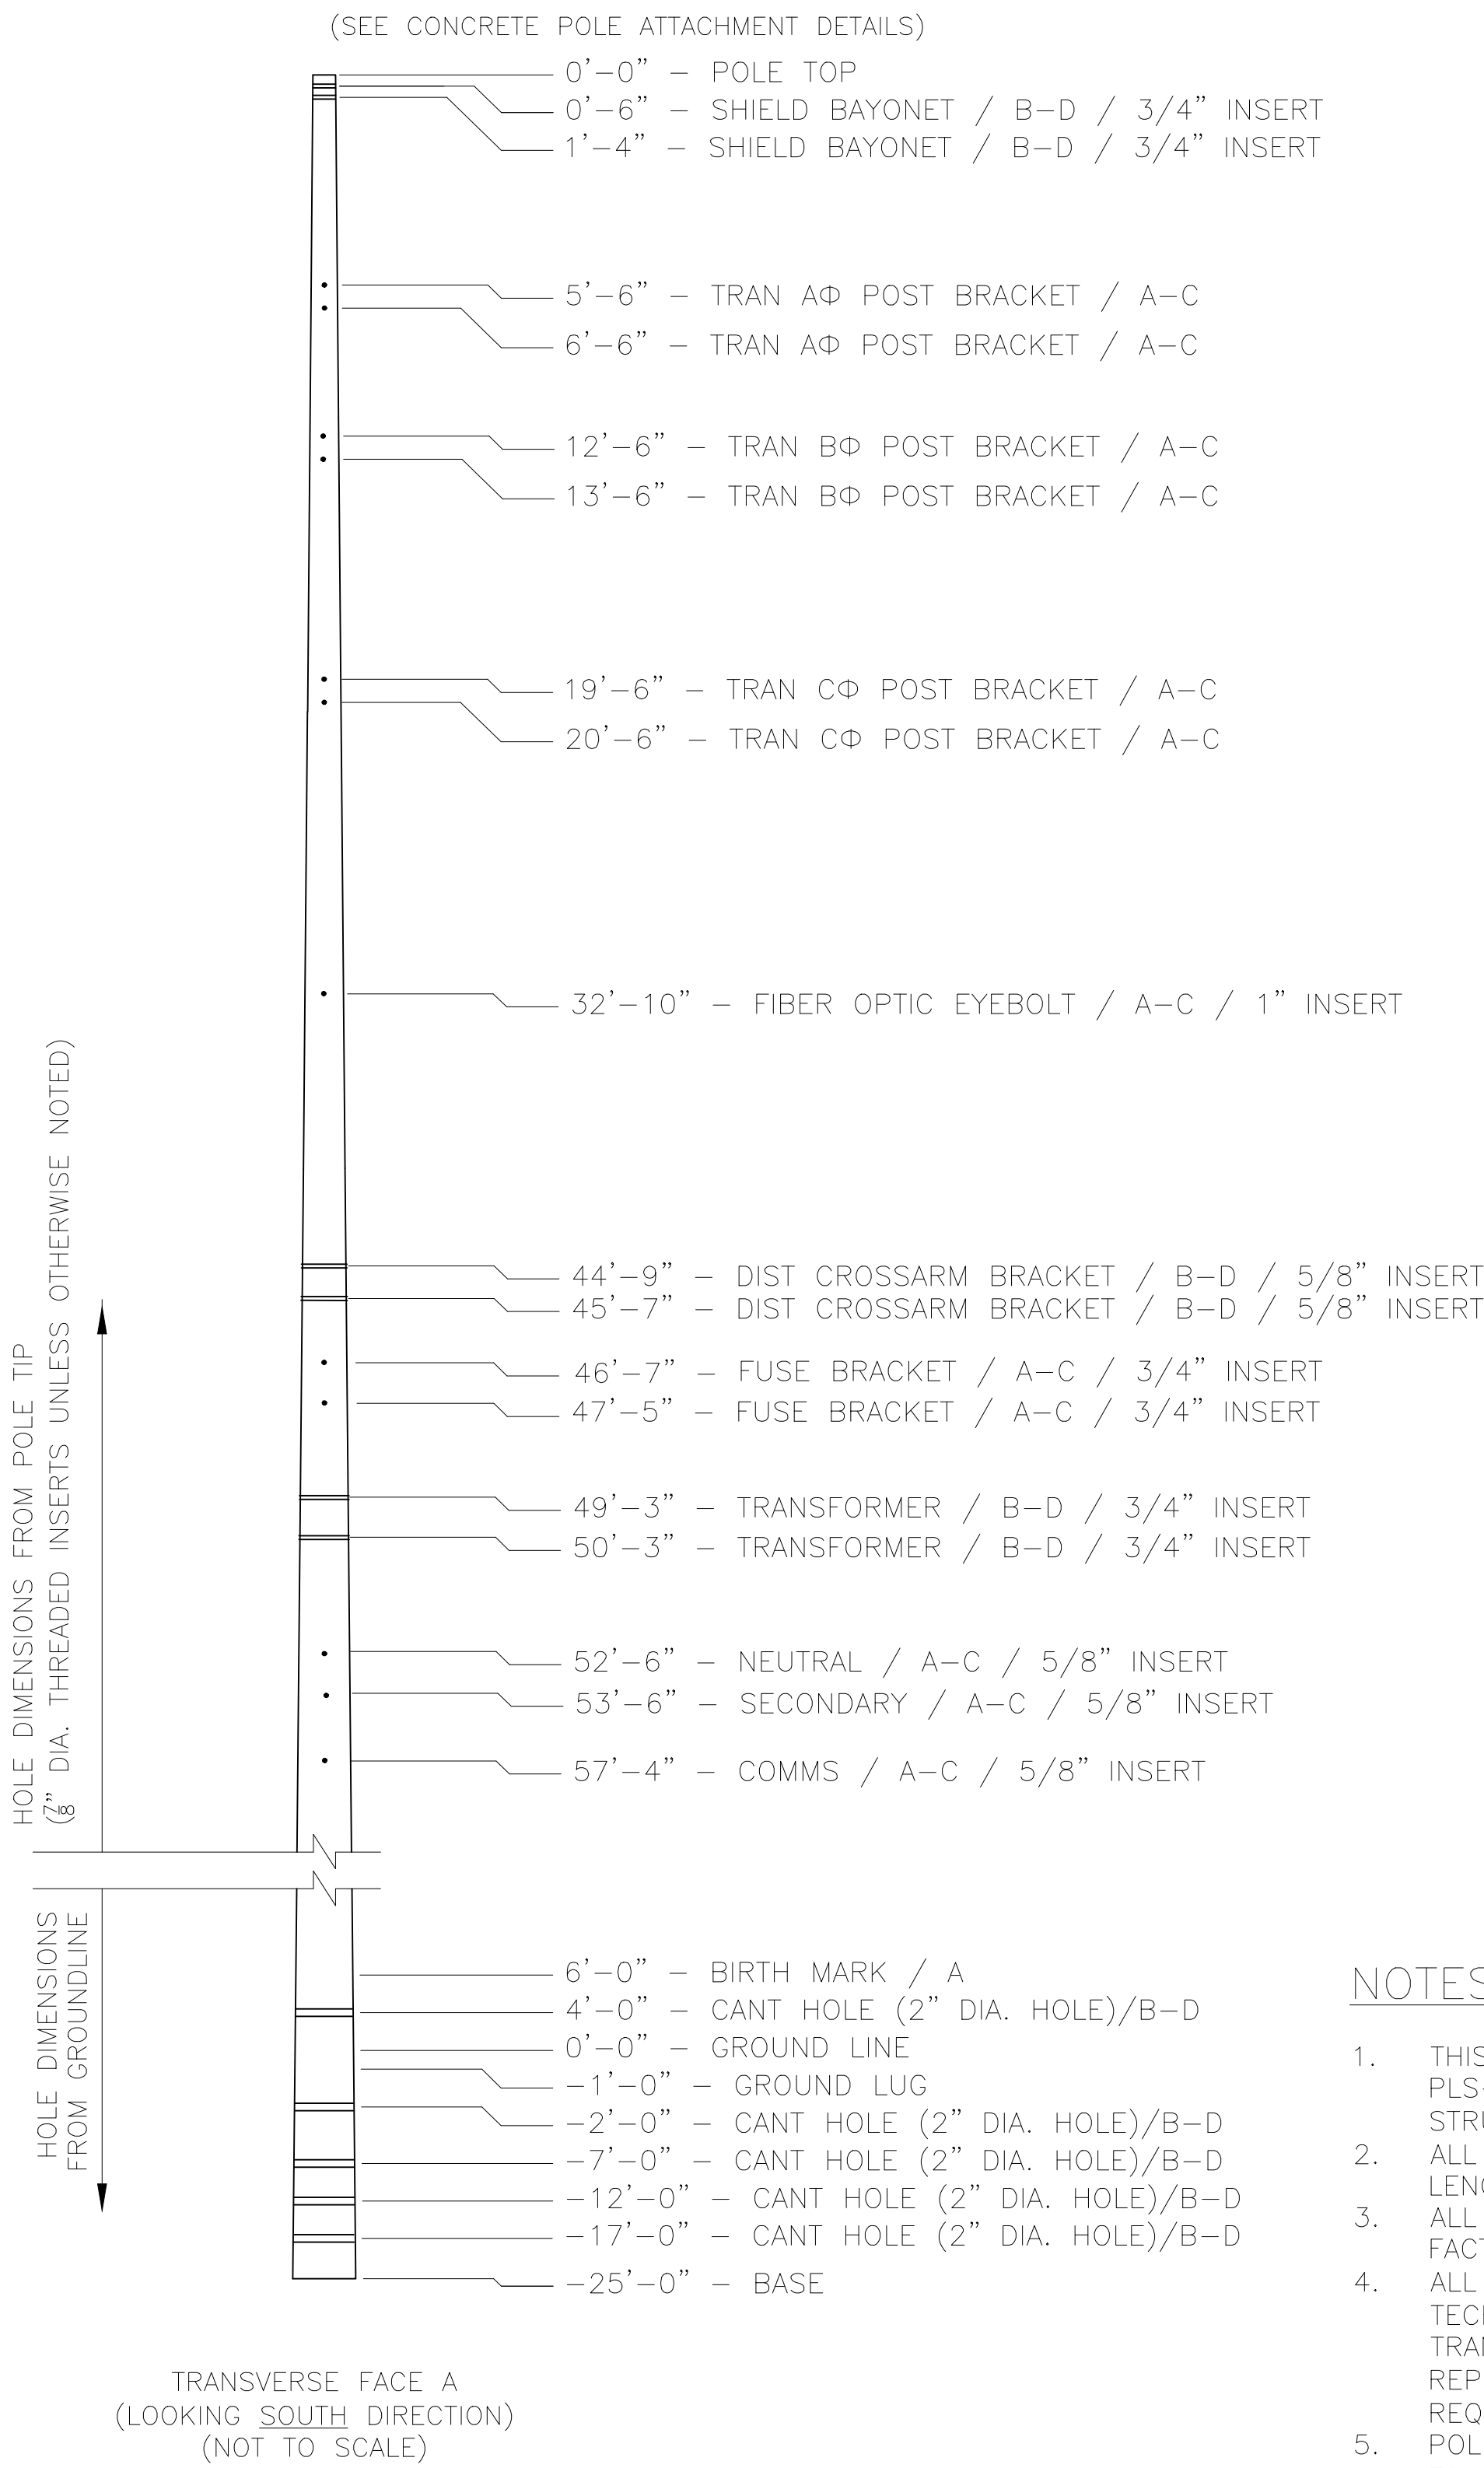 (SEE CONCRETE POLE ATTACHMENT DETAILS)
0'-0" - POLE TOP
0'-6" - SHIELD BAYONET / B-D / 3/4" INSERT
1'-4" - SHIELD BAYONET / B-D / 3/4" INSERT
5'-6" - TRAN AΦ POST BRACKET / A-C
6'-6" - TRAN AΦ POST BRACKET / A-C
12'-6" - TRAN BΦ POST BRACKET / A-C
13'-6" - TRAN BΦ POST BRACKET / A-C
19'-6" - TRAN CΦ POST BRACKET / A-C
20'-6" - TRAN CΦ POST BRACKET / A-C
32'-10" - FIBER OPTIC EYEBOLT / A-C / 1" INSERT
44'-9" - DIST CROSSARM BRACKET / B-D / 5/8" INSERT
45'-7" - DIST CROSSARM BRACKET / B-D / 5/8" INSERT
46'-7" - FUSE BRACKET / A-C / 3/4" INSERT
47'-5" - FUSE BRACKET / A-C / 3/4" INSERT
49'-3" - TRANSFORMER / B-D / 3/4" INSERT
50'-3" - TRANSFORMER / B-D / 3/4" INSERT
52'-6" - NEUTRAL / A-C / 5/8" INSERT
53'-6" - SECONDARY / A-C / 5/8" INSERT
57'-4" - COMMS / A-C / 5/8" INSERT
HOLE DIMENSIONS FROM POLE TIP
(7/8" DIA. THREADED INSERTS UNLESS OTHERWISE NOTED)
HOLE DIMENSIONS
FROM GROUNDLINE
6'-0" - BIRTH MARK / A
4'-0" - CANT HOLE (2" DIA. HOLE)/B-D
0'-0" - GROUND LINE
-1'-0" - GROUND LUG
-2'-0" - CANT HOLE (2" DIA. HOLE)/B-D
-7'-0" - CANT HOLE (2" DIA. HOLE)/B-D
-12'-0" - CANT HOLE (2" DIA. HOLE)/B-D
-17'-0" - CANT HOLE (2" DIA. HOLE)/B-D
-25'-0" - BASE
TRANSVERSE FACE A
(LOOKING SOUTH DIRECTION)
(NOT TO SCALE)
NOTES
1. THIS
PLS-
STRU
2. ALL
LENG
3. ALL
FACT
4. ALL
TECH
TRAN
REP
REQ
5. POL